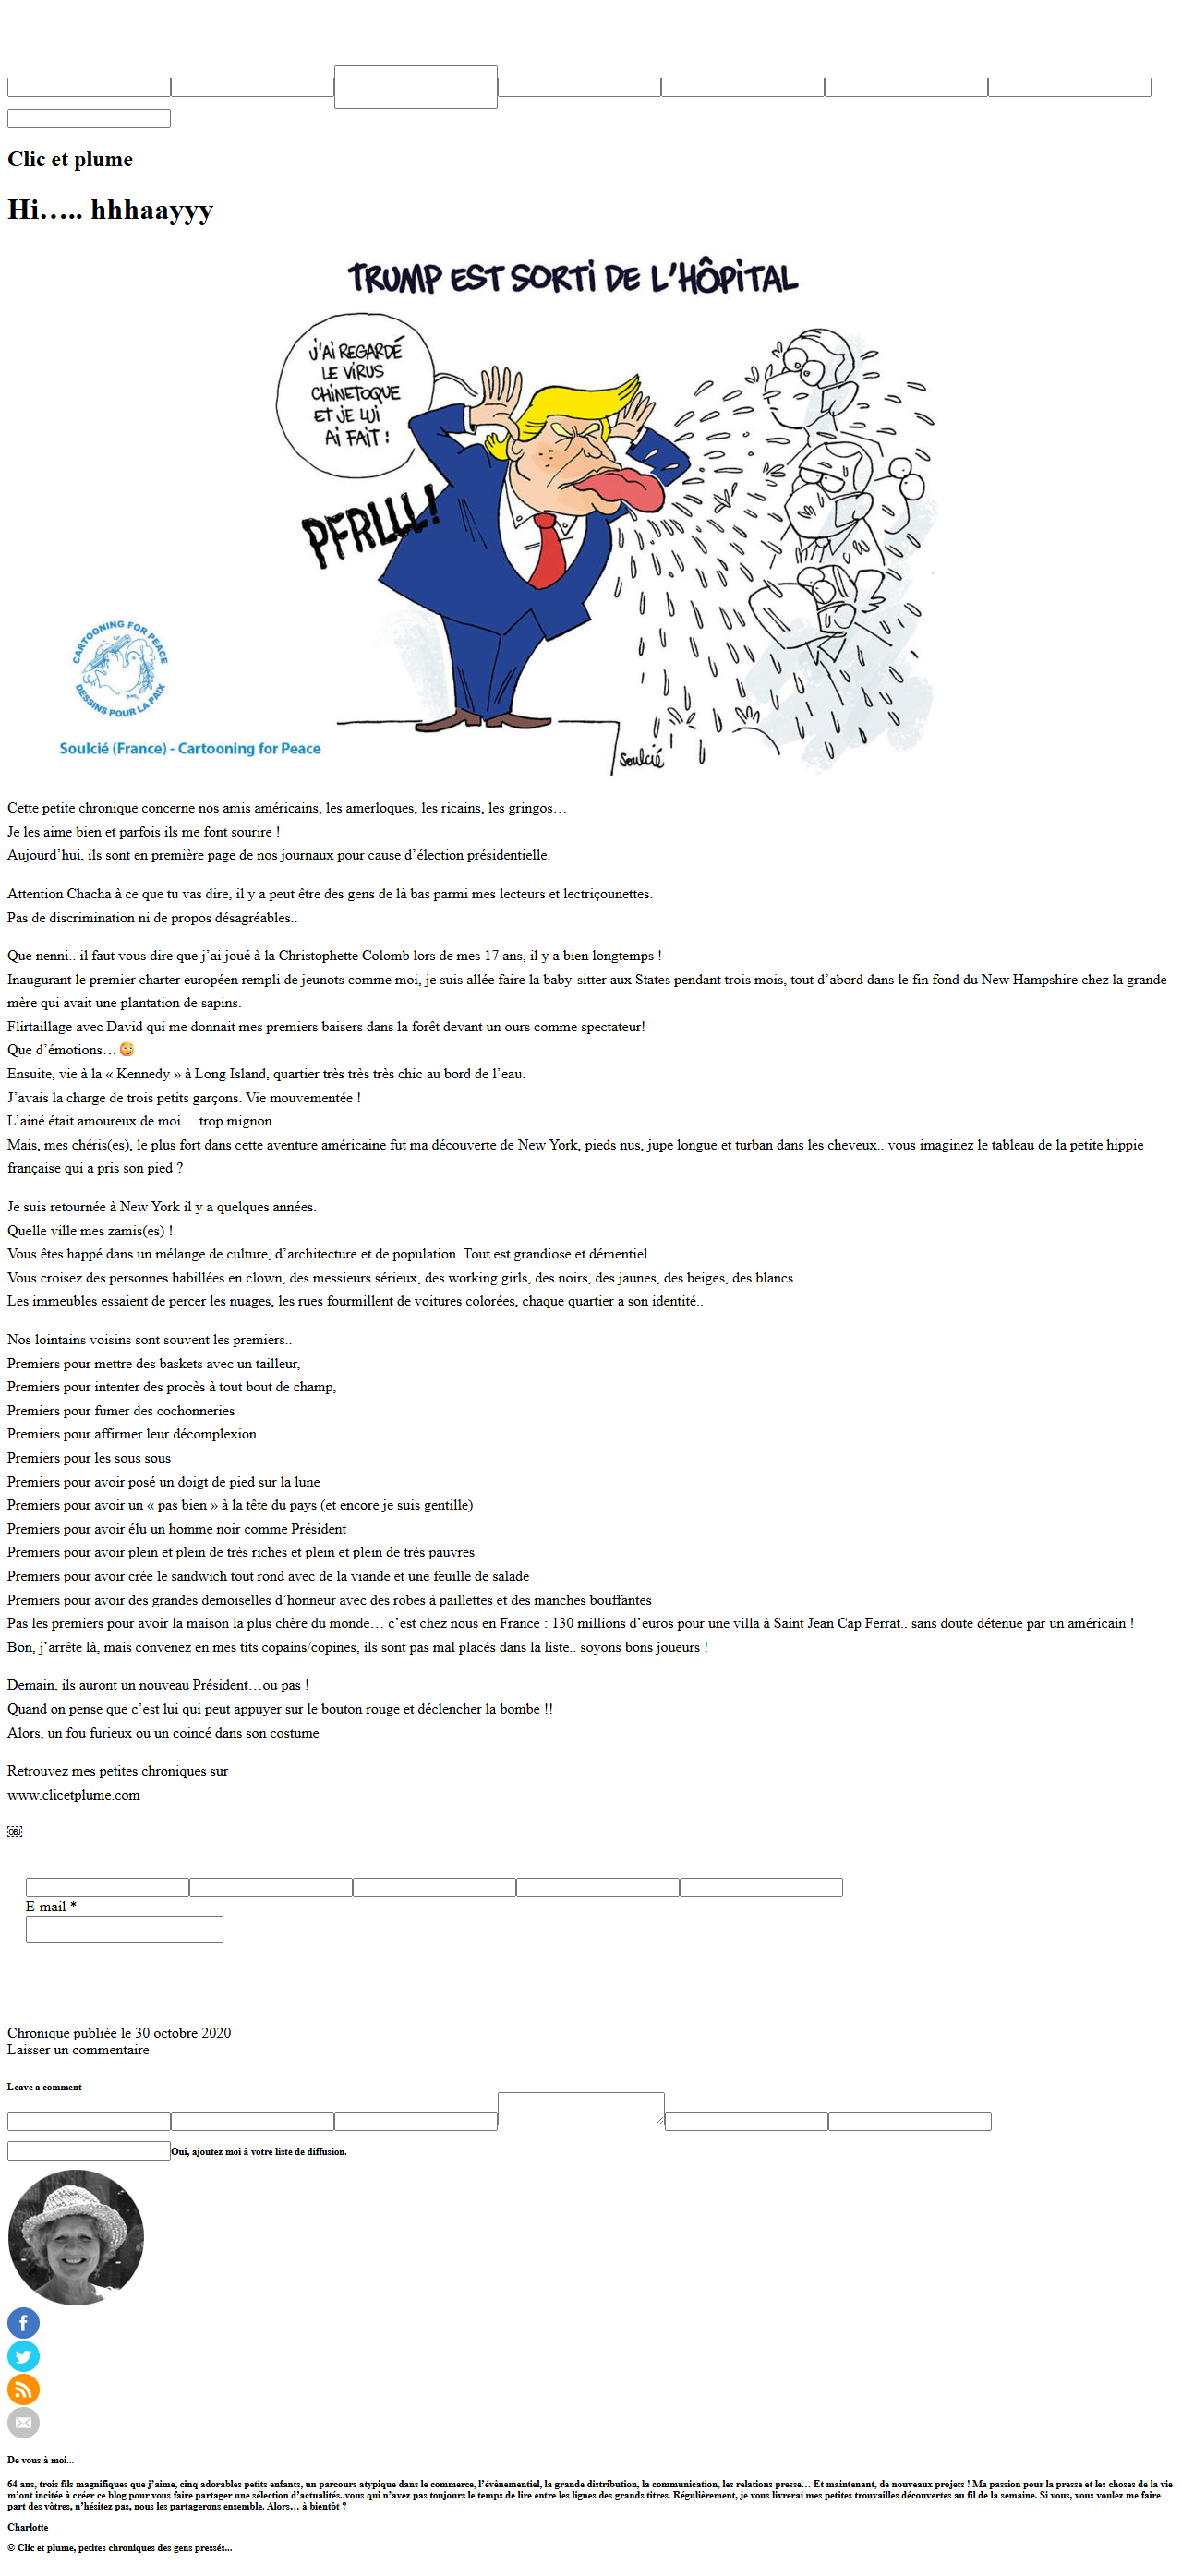 Clic et plume
Hi….. hhhaayyy
TRUMP EST SORTI DE L'HÔPITAL
J'AI REGARDÉ
LE VIRUS
CHINETOQUE
ET JE LUI
AI FAIT :
PFRLLL!
CARTOONING FOR PEACE
DESSINS POUR LA PAIX
Soulcié (France) - Cartooning for Peace
Soulcié
Cette petite chronique concerne nos amis américains, les amerloques, les ricains, les gringos…
Je les aime bien et parfois ils me font sourire !
Aujourd’hui, ils sont en première page de nos journaux pour cause d’élection présidentielle.
Attention Chacha à ce que tu vas dire, il y a peut être des gens de là bas parmi mes lecteurs et lectriçounettes.
Pas de discrimination ni de propos désagréables..
Que nenni.. il faut vous dire que j’ai joué à la Christophette Colomb lors de mes 17 ans, il y a bien longtemps !
Inaugurant le premier charter européen rempli de jeunots comme moi, je suis allée faire la baby-sitter aux States pendant trois mois, tout d’abord dans le fin fond du New Hampshire chez la grande
mère qui avait une plantation de sapins.
Flirtaillage avec David qui me donnait mes premiers baisers dans la forêt devant un ours comme spectateur!
Que d’émotions…
Ensuite, vie à la « Kennedy » à Long Island, quartier très très très chic au bord de l’eau.
J’avais la charge de trois petits garçons. Vie mouvementée !
L’ainé était amoureux de moi… trop mignon.
Mais, mes chéris(es), le plus fort dans cette aventure américaine fut ma découverte de New York, pieds nus, jupe longue et turban dans les cheveux.. vous imaginez le tableau de la petite hippie
française qui a pris son pied ?
Je suis retournée à New York il y a quelques années.
Quelle ville mes zamis(es) !
Vous êtes happé dans un mélange de culture, d’architecture et de population. Tout est grandiose et démentiel.
Vous croisez des personnes habillées en clown, des messieurs sérieux, des working girls, des noirs, des jaunes, des beiges, des blancs..
Les immeubles essaient de percer les nuages, les rues fourmillent de voitures colorées, chaque quartier a son identité..
Nos lointains voisins sont souvent les premiers..
Premiers pour mettre des baskets avec un tailleur,
Premiers pour intenter des procès à tout bout de champ,
Premiers pour fumer des cochonneries
Premiers pour affirmer leur décomplexion
Premiers pour les sous sous
Premiers pour avoir posé un doigt de pied sur la lune
Premiers pour avoir un « pas bien » à la tête du pays (et encore je suis gentille)
Premiers pour avoir élu un homme noir comme Président
Premiers pour avoir plein et plein de très riches et plein et plein de très pauvres
Premiers pour avoir crée le sandwich tout rond avec de la viande et une feuille de salade
Premiers pour avoir des grandes demoiselles d’honneur avec des robes à paillettes et des manches bouffantes
Pas les premiers pour avoir la maison la plus chère du monde… c’est chez nous en France : 130 millions d’euros pour une villa à Saint Jean Cap Ferrat.. sans doute détenue par un américain !
Bon, j’arrête là, mais convenez en mes tits copains/copines, ils sont pas mal placés dans la liste.. soyons bons joueurs !
Demain, ils auront un nouveau Président…ou pas !
Quand on pense que c’est lui qui peut appuyer sur le bouton rouge et déclencher la bombe !!
Alors, un fou furieux ou un coincé dans son costume
Retrouvez mes petites chroniques sur
www.clicetplume.com
E-mail *
Chronique publiée le 30 octobre 2020
Laisser un commentaire
Leave a comment
Oui, ajoutez moi à votre liste de diffusion.
De vous à moi...
64 ans, trois fils magnifiques que j’aime, cinq adorables petits enfants, un parcours atypique dans le commerce, l’évènementiel, la grande distribution, la communication, les relations presse… Et maintenant, de nouveaux projets ! Ma passion pour la presse et les choses de la vie
m’ont incitée à créer ce blog pour vous faire partager une sélection d’actualités..vous qui n’avez pas toujours le temps de lire entre les lignes des grands titres. Régulièrement, je vous livrerai mes petites trouvailles découvertes au fil de la semaine. Si vous, vous voulez me faire
part des vôtres, n’hésitez pas, nous les partagerons ensemble. Alors… à bientôt ?
Charlotte
© Clic et plume, petites chroniques des gens pressés...